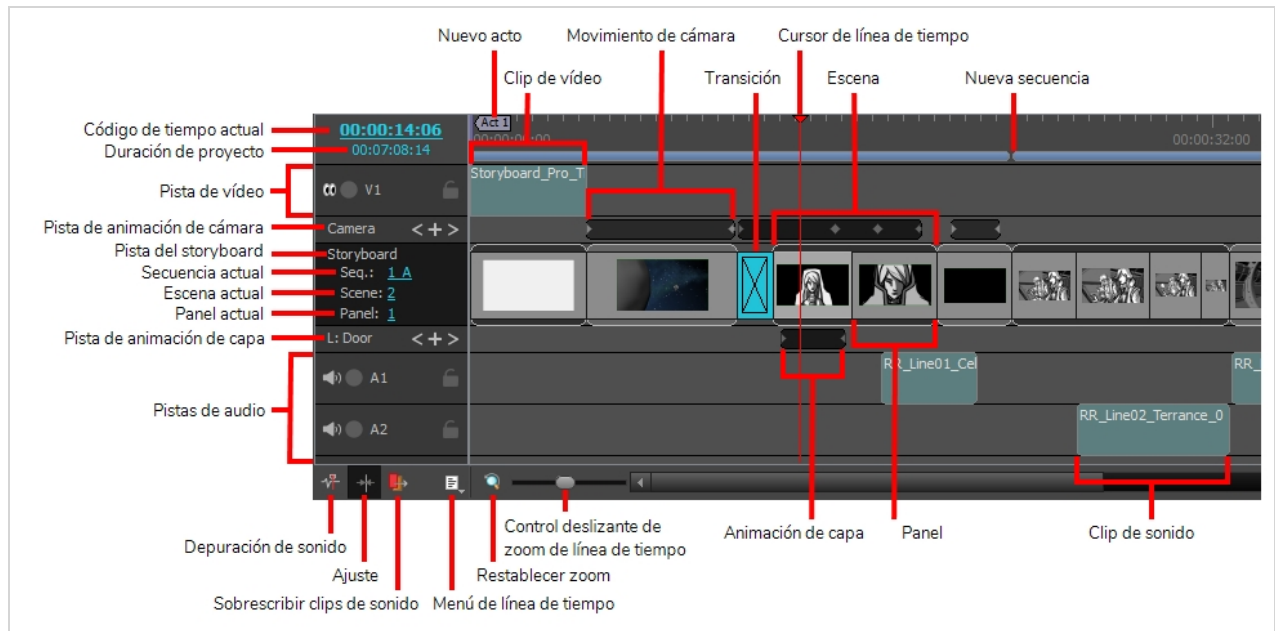 Nuevo acto
Movimiento de cámara
Cursor de línea de tiempo
Clip de vídeo
Transición
Escena
Nueva secuencia
Código de tiempo actual
00:00:14:06
Act 1
Duración de proyecto
00:07:08:14
00:00:32:00
Pista de vídeo
V1
Storyboard_Pro_T
Pista de animación de cámara
Camera
Pista del storyboard
Storyboard
Secuencia actual
Seq.: 1_A
Escena actual
Scene: 2
Panel actual
Panel: 1
Pista de animación de capa
L: Door
A1
RR_Line01_Cel
RR_
Pistas de audio
A2
RR_Line02_Terrance_0
Depuración de sonido
Control deslizante de
zoom de línea de tiempo
Animación de capa
Panel
Clip de sonido
Ajuste
Restablecer zoom
Sobrescribir clips de sonido
Menú de línea de tiempo